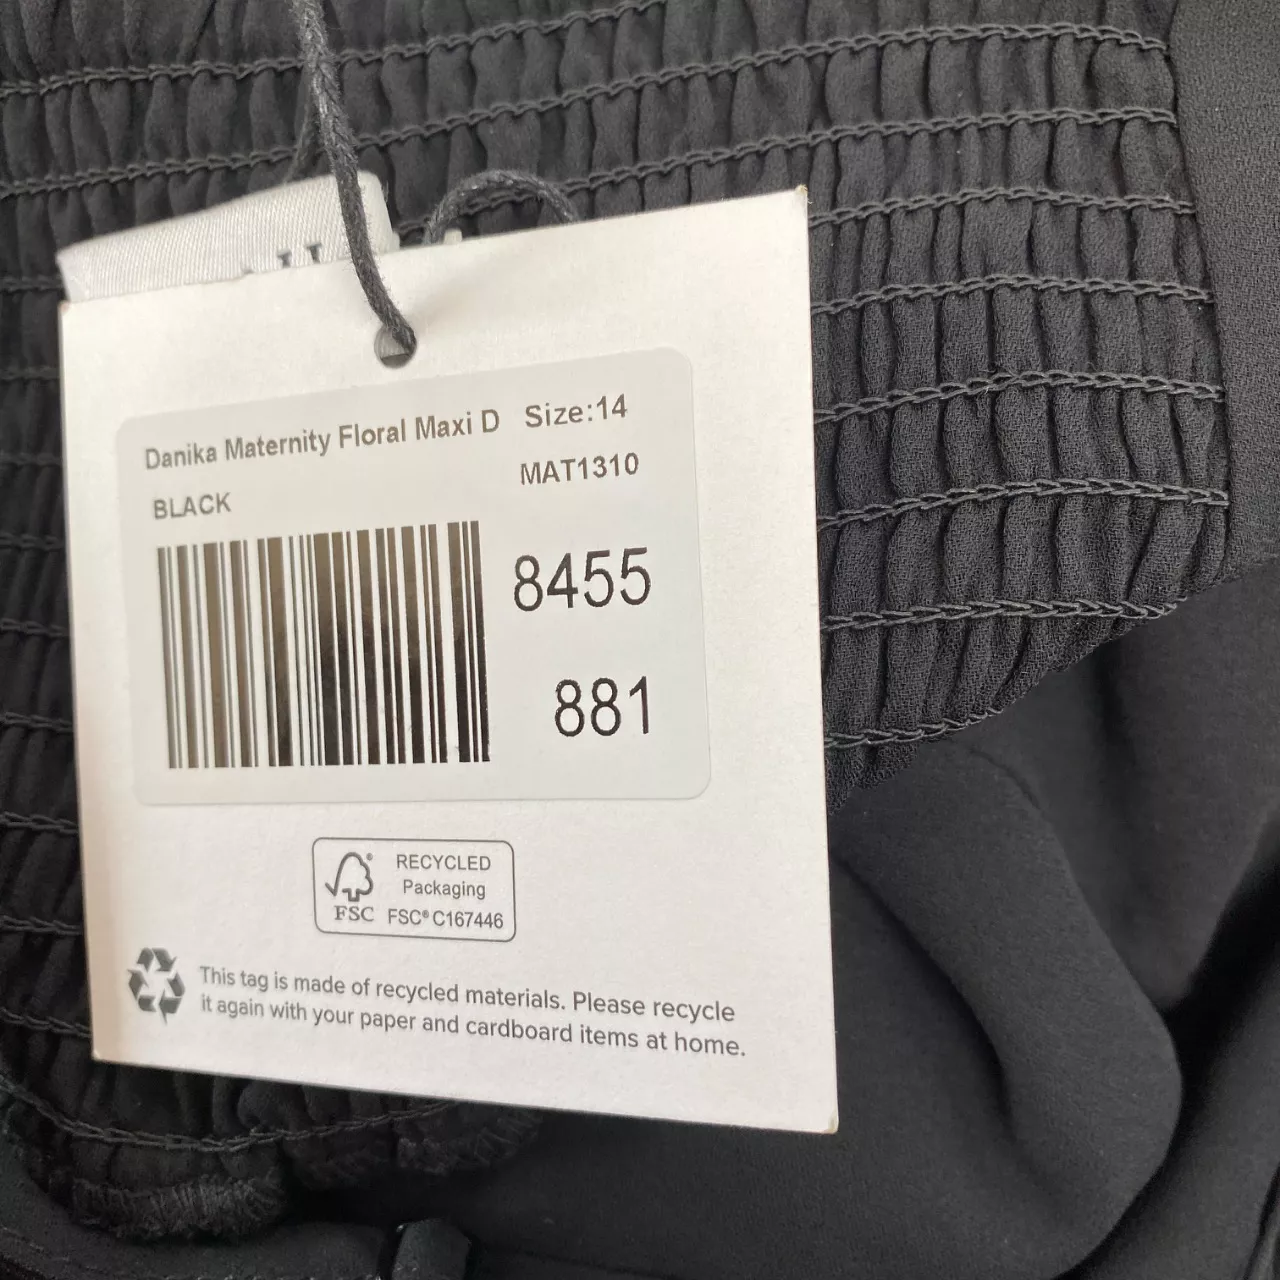 Danika Maternity Floral Maxi D Size:14
MAT1310
BLACK
8455
881
RECYCLED
Packaging
FSC FSC® C167446
This tag is made of recycled materials. Please recycle
it again with your paper and cardboard items at home.